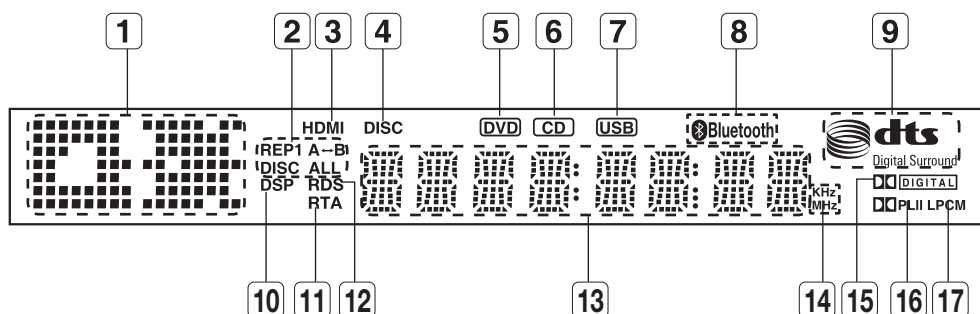 1 2 3 4 5 6 7 8 9
HDMI DISC DVD CD USB Bluetooth dts
REP1 A↔B Digital Surround
DISC ALL
DSP RDS KHz DIGITAL
RTA MHz PLII LPCM
10 11 12 13 14 15 16 17